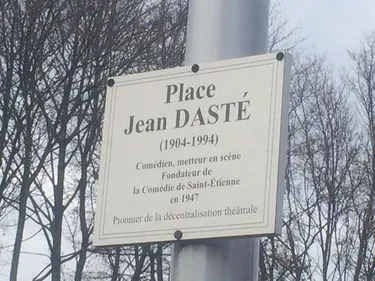 Place
Jean DASTÉ
(1904-1994)
Comédien, metteur en scène
Fondateur de
la Comédie de Saint-Étienne
en 1947
Pionnier de la décentralisation théâtrale